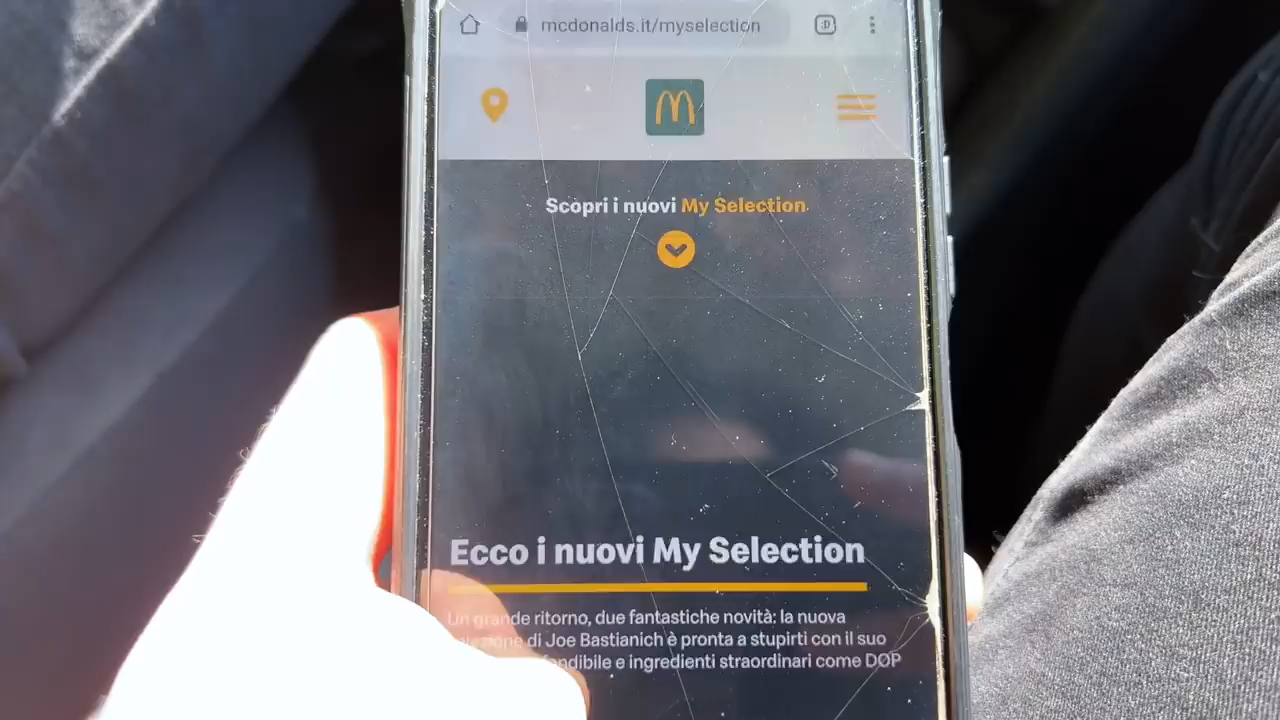 mcdonalds.it/myselection
:D
Scopri i nuovi My Selection
Ecco i nuovi My Selection
Un grande ritorno, due fantastiche novità: la nuova
di Joe Bastianich è pronta a stupirti con il suo
e ingredienti straordinari come DOP